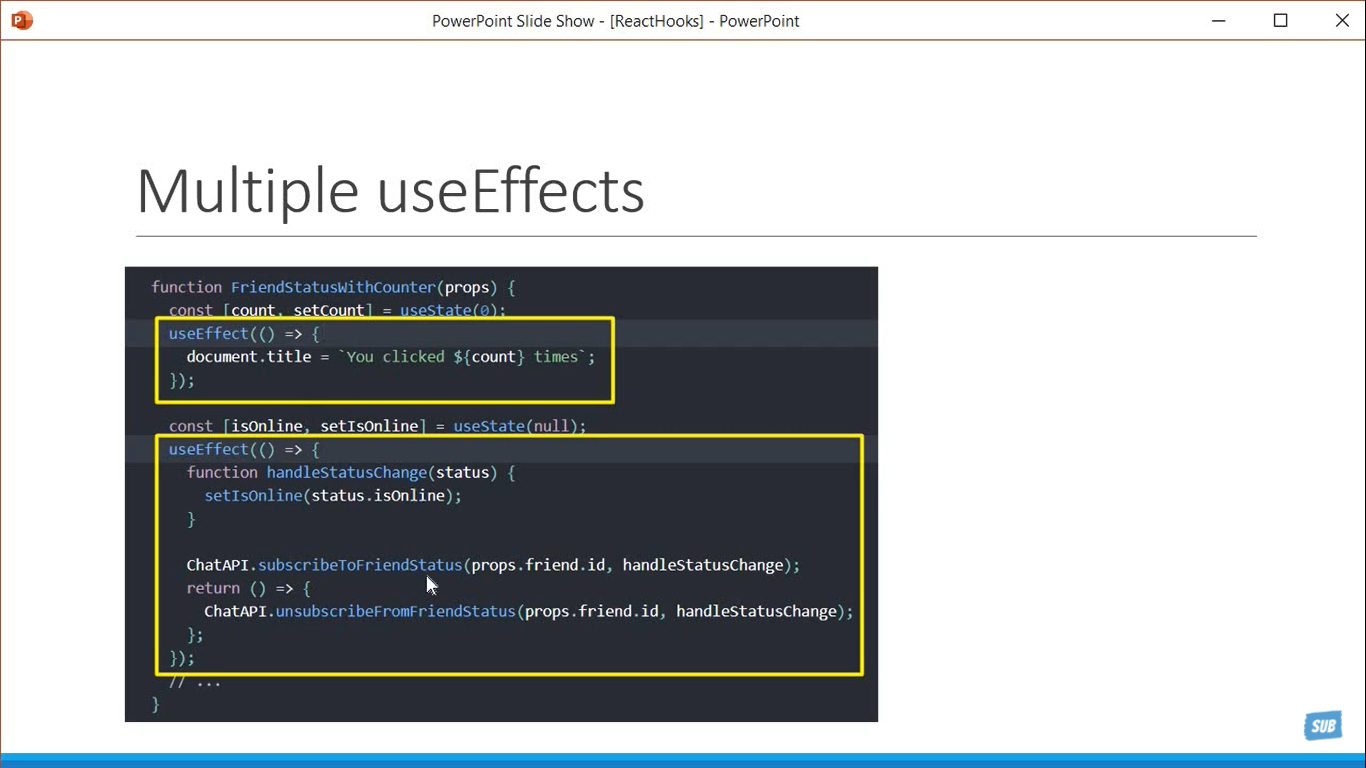 PowerPoint Slide Show - [ReactHooks] - PowerPoint
Multiple useEffects
function FriendStatusWithCounter(props) {
  const [count, setCount] = useState(0);
  useEffect(() => {
    document.title = `You clicked ${count} times`;
  });
  const [isOnline, setIsOnline] = useState(null);
  useEffect(() => {
    function handleStatusChange(status) {
      setIsOnline(status.isOnline);
    }
    ChatAPI.subscribeToFriendStatus(props.friend.id, handleStatusChange);
    return () => {
      ChatAPI.unsubscribeFromFriendStatus(props.friend.id, handleStatusChange);
    };
  });
  // ...
}
SUB